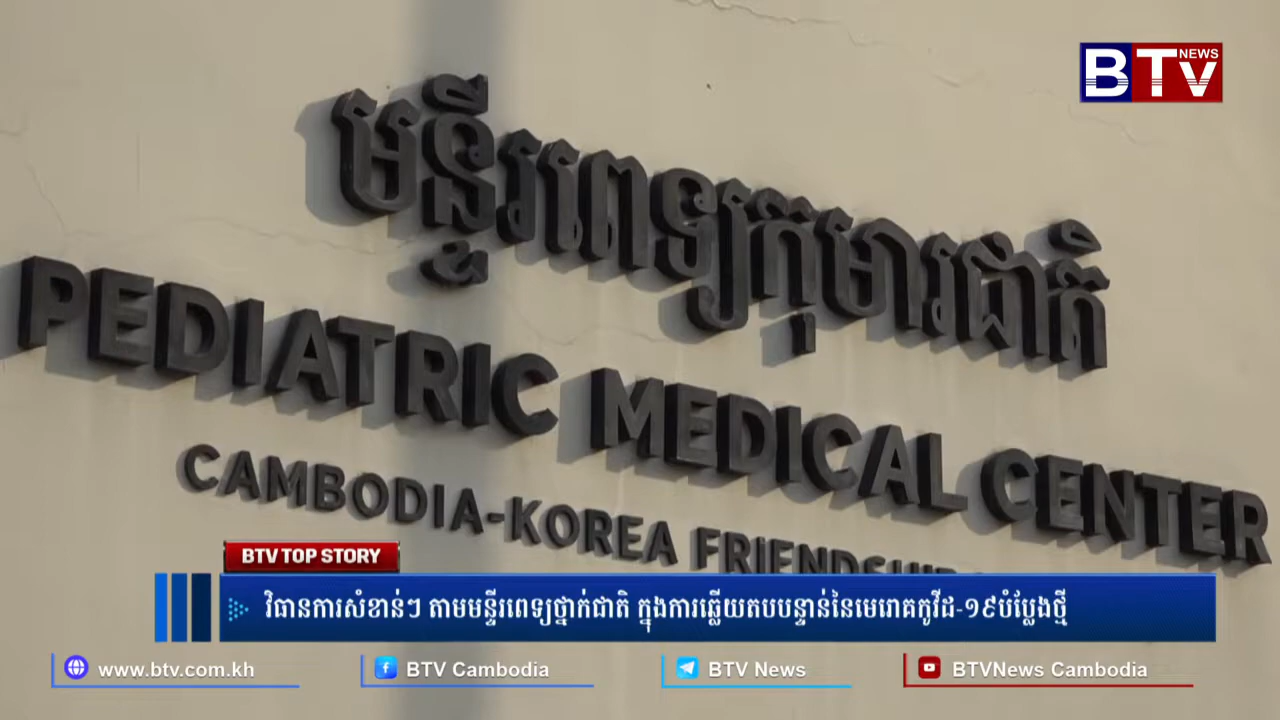 BTV NEWS
មន្ទីរពេទ្យកុមារជាតិ
PEDIATRIC MEDICAL CENTER
CAMBODIA-KOREA FRIENDSHIP
BTV TOP STORY
វិធានការសំខាន់ៗ តាមមន្ទីរពេទ្យថ្នាក់ជាតិ ក្នុងការឆ្លើយតបបន្ទាន់នៃមេរោគកូវីដ-១៩បំប្លែងថ្មី
www.btv.com.kh
BTV Cambodia
BTV News
BTVNews Cambodia